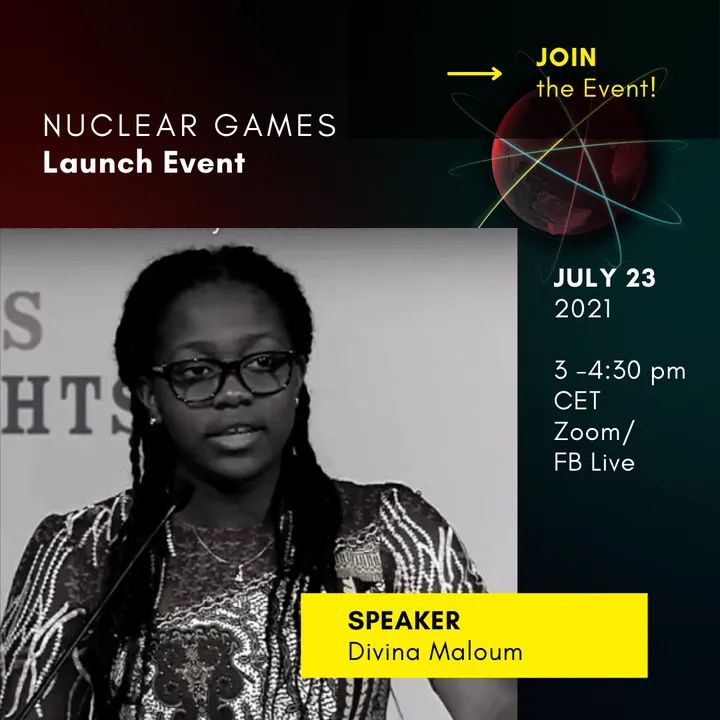 JOIN
the Event!
NUCLEAR GAMES
Launch Event
JULY 23
2021
3 -4:30 pm
CET
Zoom/
FB Live
S
HTS
SPEAKER
Divina Maloum